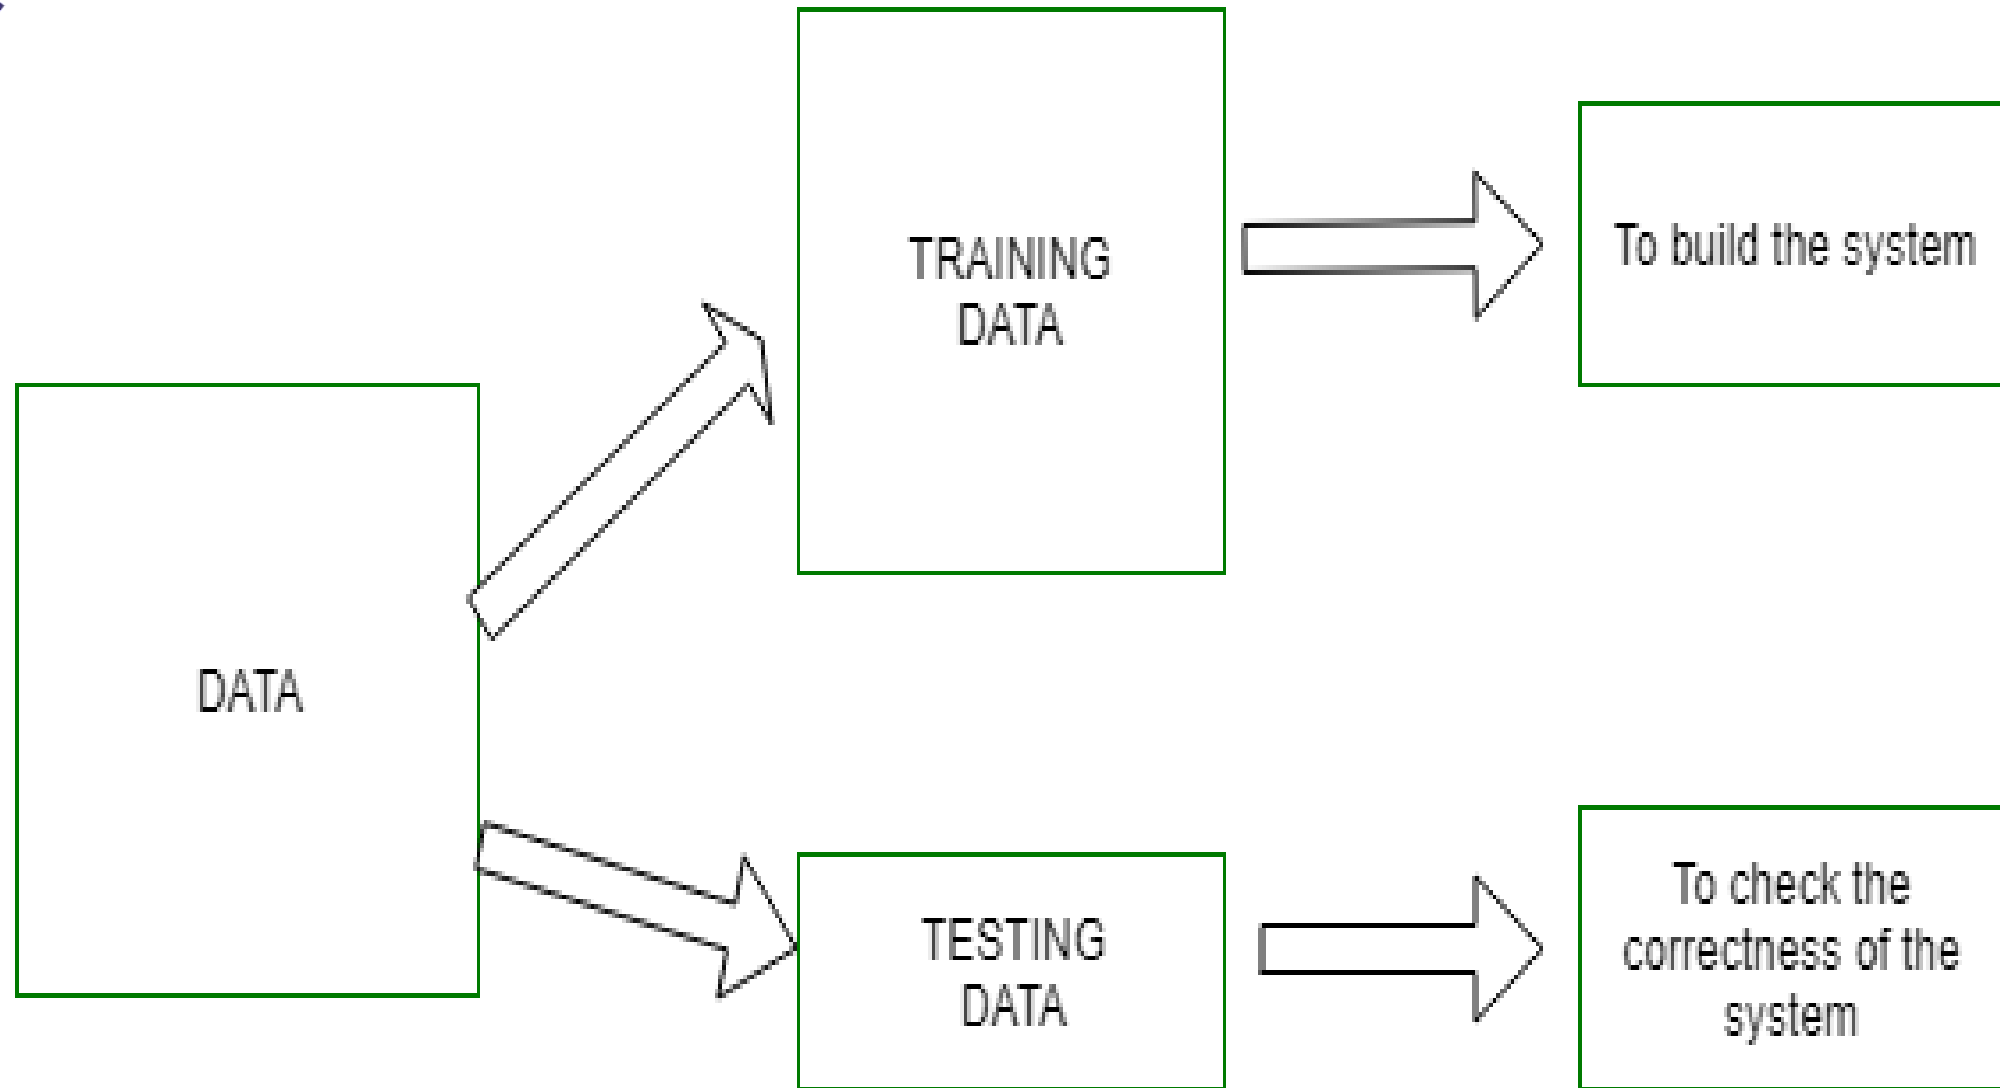 TRAINING
DATA
To build the system
DATA
TESTING
DATA
To check the
correctness of the
system